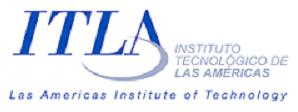 ITLA
INSTITUTO
TECNOLÓGICO DE
LAS AMÉRICAS
Las Americas Institute of Technology